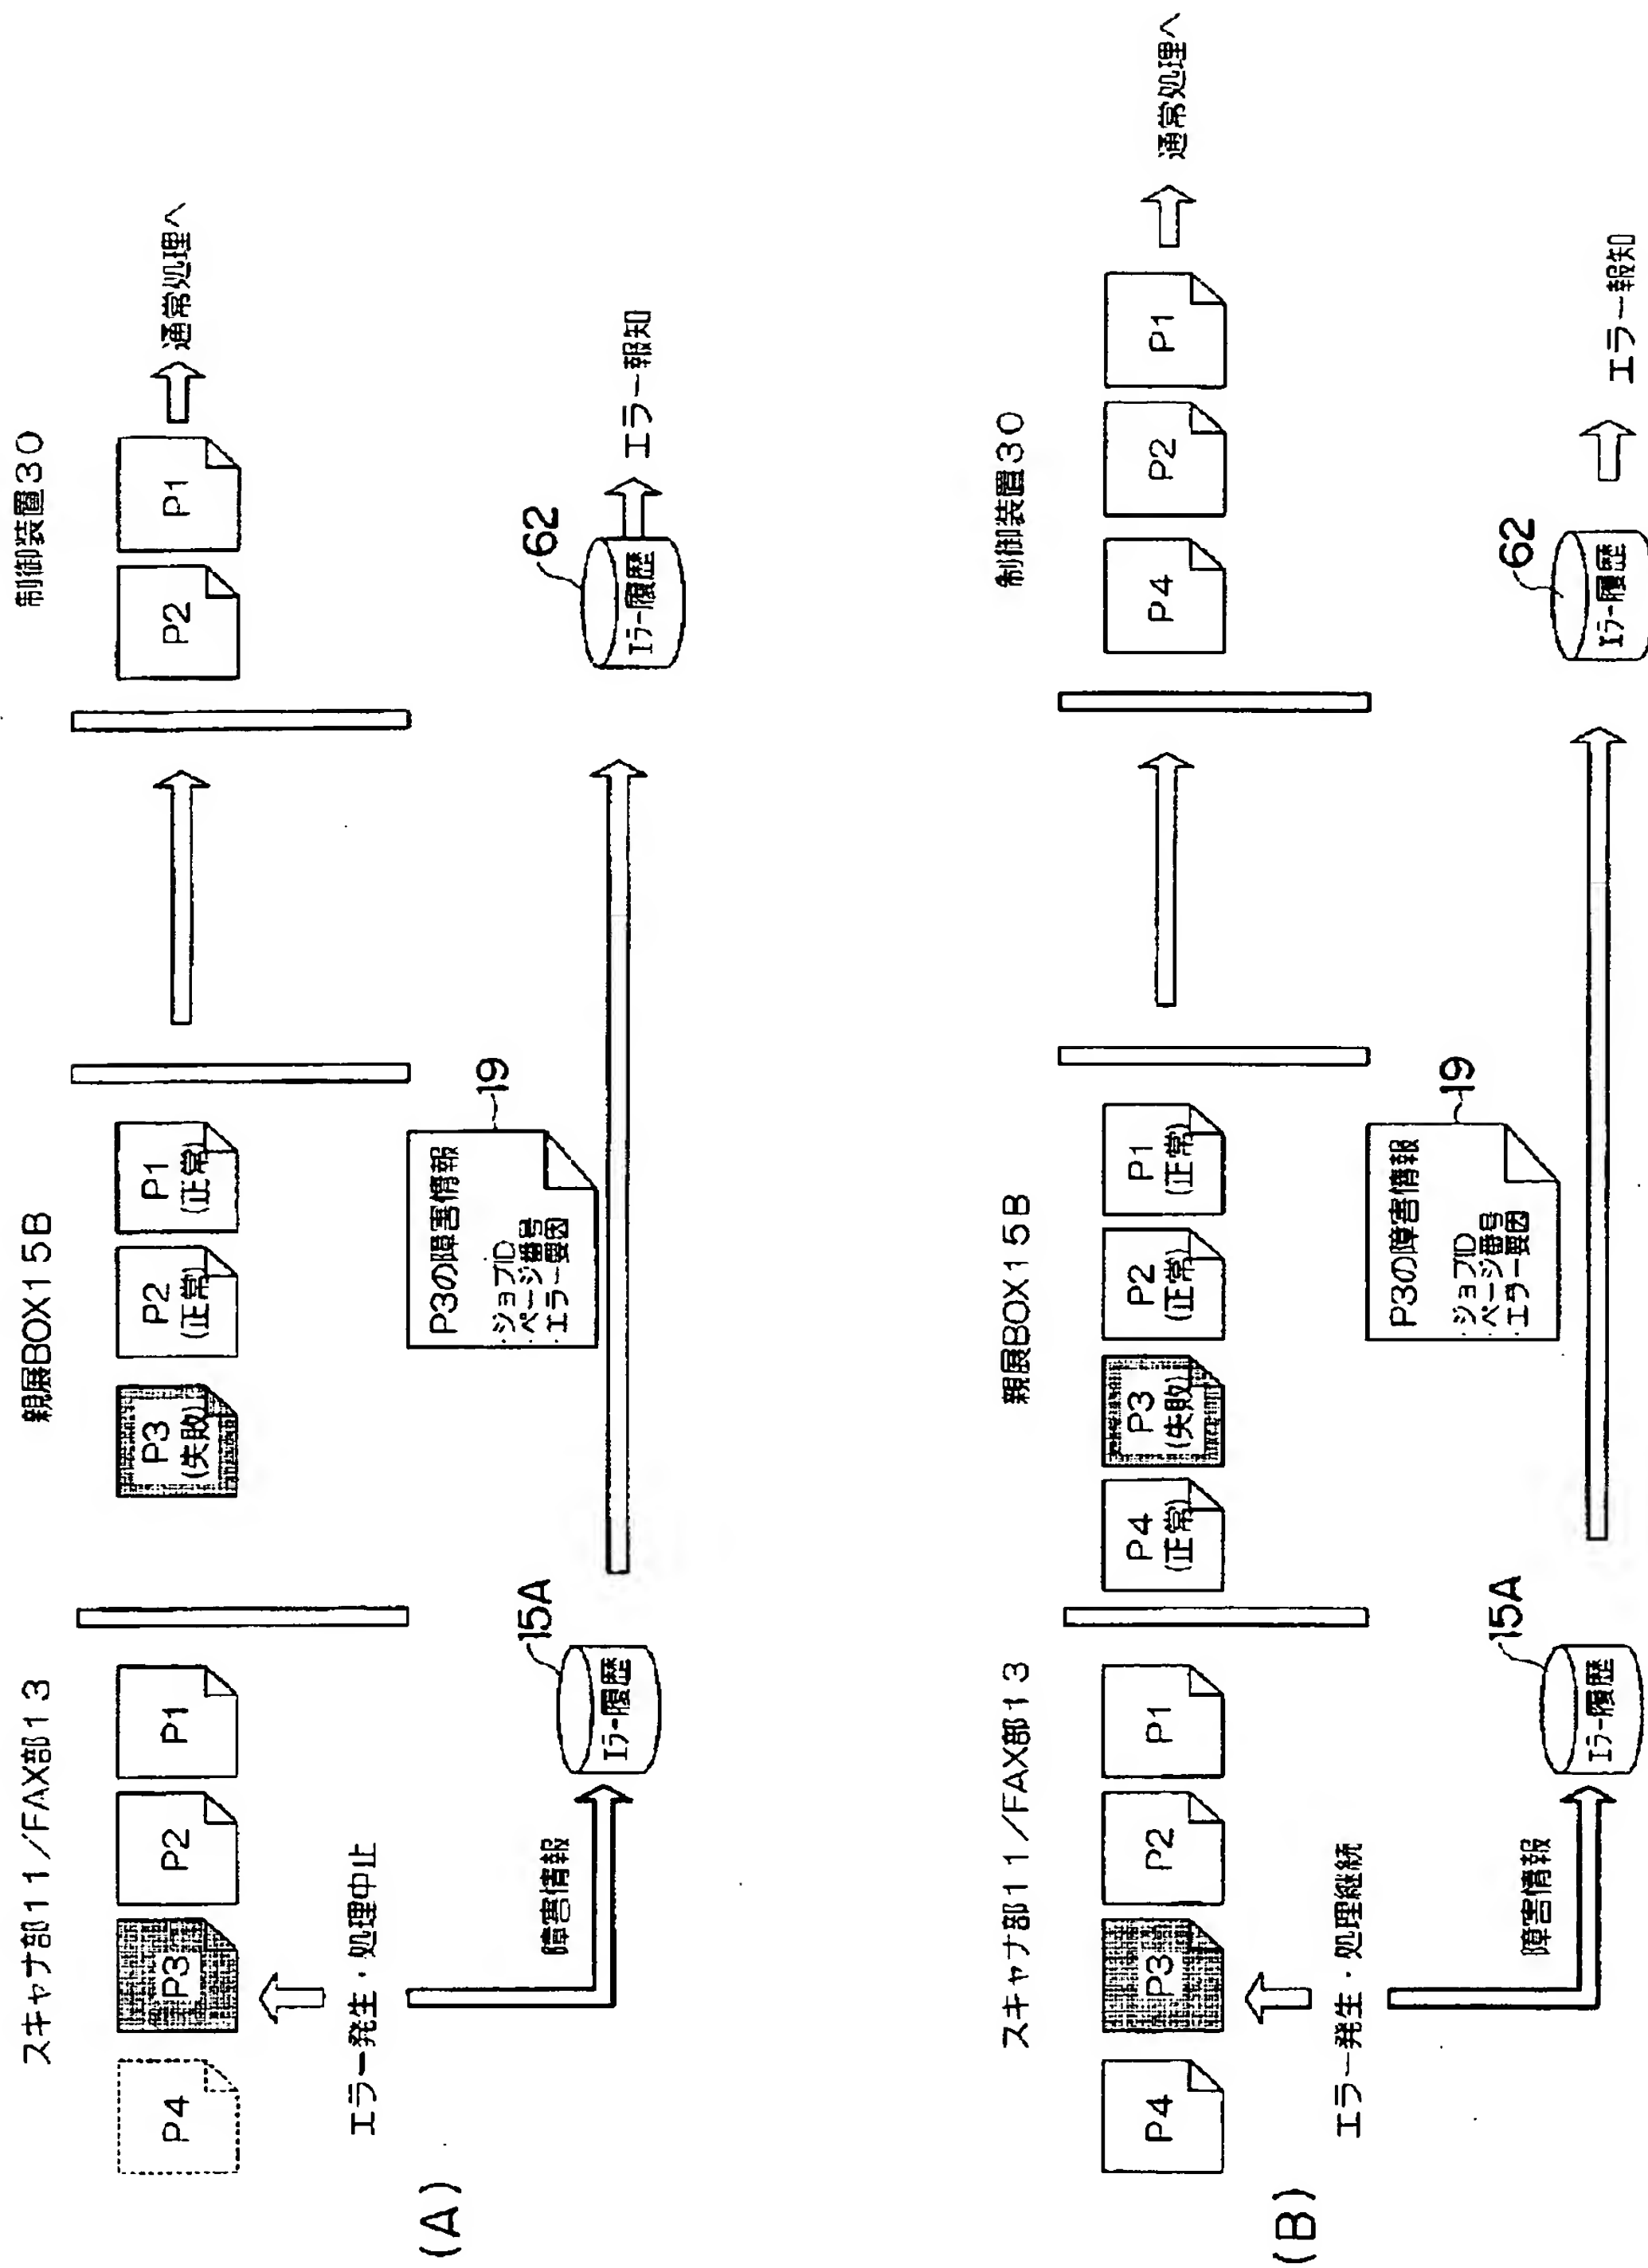 (A)
スキャナ部11/FAX部13
親展BOX15B
制御装置30
P4
P3
P2
P1
P3
(失敗)
P2
(正常)
P1
(正常)
P2
P1
通常処理へ
エラー発生・処理中止
障害情報
15A
エラー履歴
19
P3の障害情報
・ジョブID
・ページ番号
・エラー要因
62
エラー履歴
エラー報知
(B)
スキャナ部11/FAX部13
親展BOX15B
制御装置30
P4
P3
P2
P1
P4
(正常)
P3
(失敗)
P2
(正常)
P1
(正常)
P4
P2
P1
通常処理へ
エラー発生・処理継続
障害情報
15A
エラー履歴
19
P3の障害情報
・ジョブID
・ページ番号
・エラー要因
62
エラー履歴
エラー報知